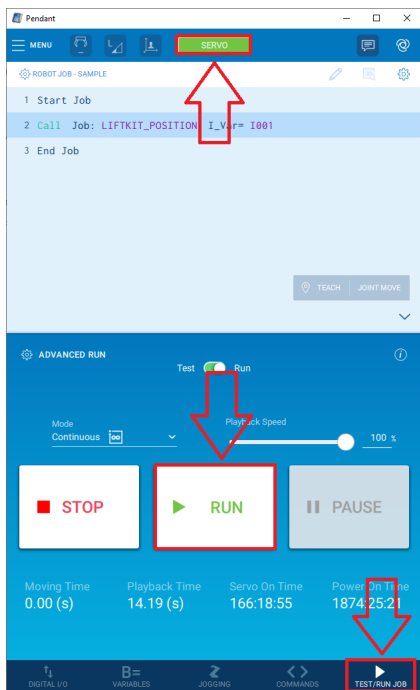 Pendant
MENU
SERVO
ROBOT JOB - SAMPLE
1 Start Job
2 Call Job: LIFTKIT_POSITION I_Var= I001
3 End Job
TEACH JOINT MOVE
ADVANCED RUN
Test Run
Mode
Continuous
Playback Speed
100 %
STOP
RUN
PAUSE
Moving Time Playback Time Servo On Time Power On Time
0.00 (s) 14.19 (s) 166:18:55 1874:25:21
DIGITAL I/O VARIABLES JOGGING COMMANDS TEST/RUN JOB